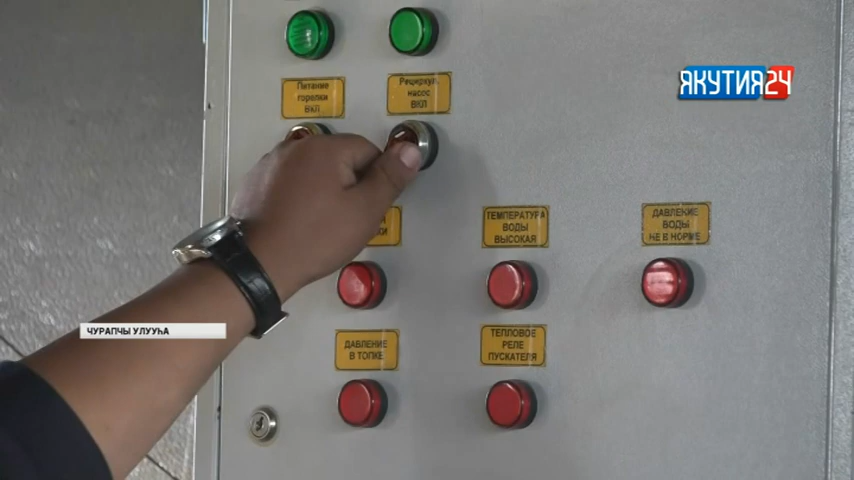 ЯКУТИЯ24
Питание
горелки
ВКЛ
Рециркул.
насос
ВКЛ
ТЕМПЕРАТУРА
ВОДЫ
ВЫСОКАЯ
ДАВЛЕНИЕ
ВОДЫ
НЕ В НОРМЕ
ЧУРАПЧЫ УЛУУҺА
ДАВЛЕНИЕ
В ТОПКЕ
ТЕПЛОВОЕ
РЕЛЕ
ПУСКАТЕЛЯ